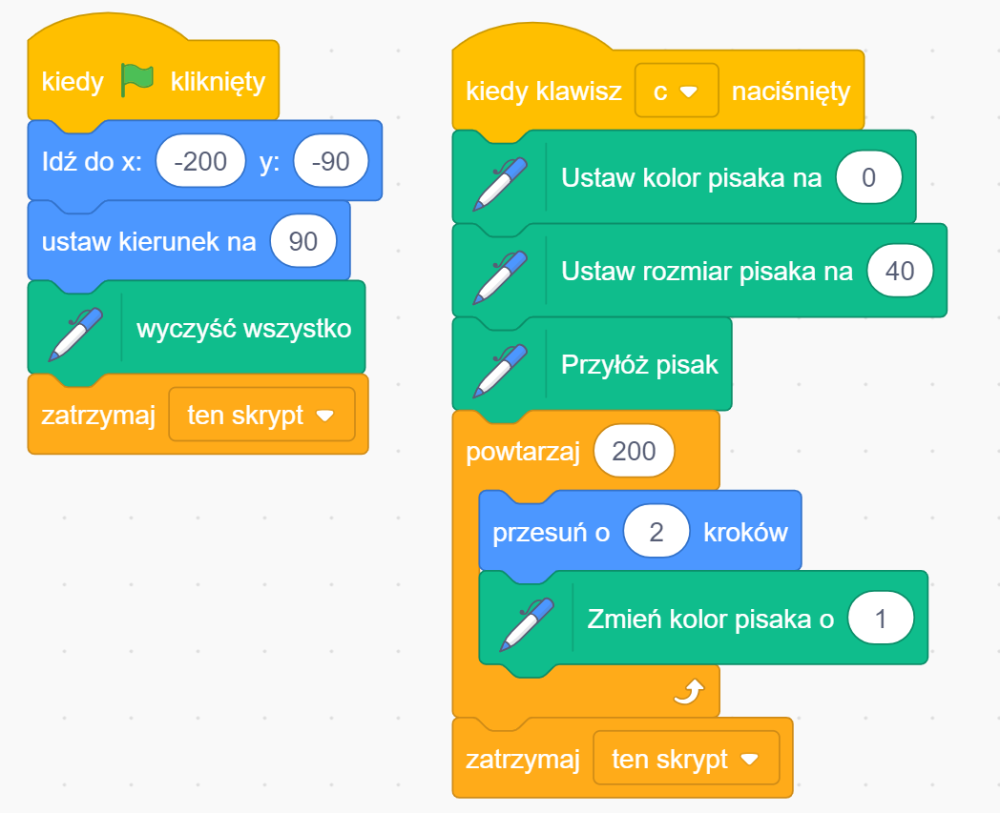 kiedy kliknięty
Idź do x: -200 y: -90
ustaw kierunek na 90
wyczyść wszystko
zatrzymaj ten skrypt
kiedy klawisz c naciśnięty
Ustaw kolor pisaka na 0
Ustaw rozmiar pisaka na 40
Przyłóż pisak
powtarzaj 200
przesuń o 2 kroków
Zmień kolor pisaka o 1
zatrzymaj ten skrypt